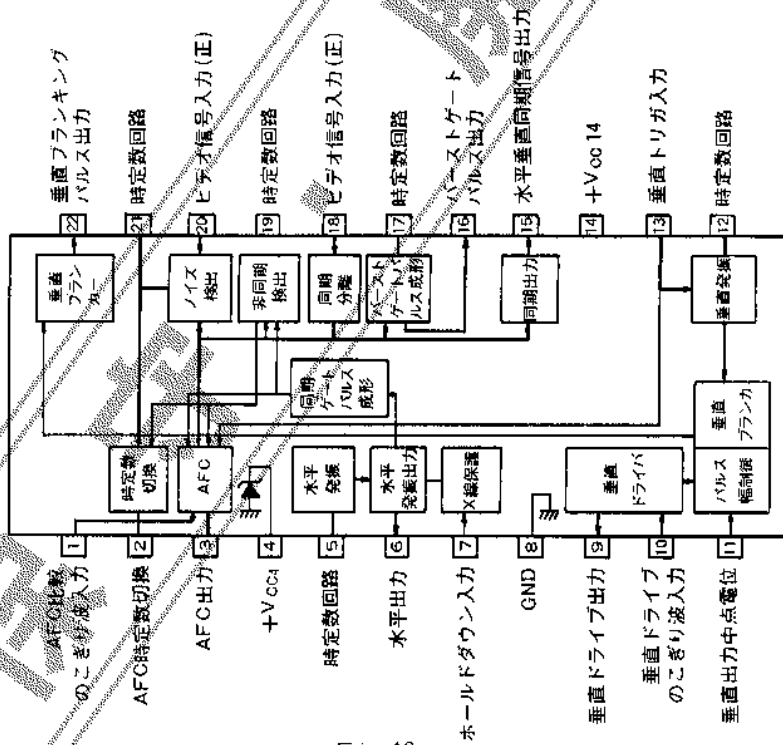 AFC比較
のこぎり波入力
1
AFC時定数切換
2
AFC出力
3
+VCC4
4
時定数回路
5
水平出力
6
ホールドダウン入力
7
GND
8
垂直ドライブ出力
9
垂直ドライブ
のこぎり波入力
10
垂直出力中点電位
11
時定数
切換
AFC
水平
発振
水平
発振出力
X線保護
垂直
ドライバ
パルス
幅制御
垂直
ブランカ
同期
ゲート
パルス
成形
垂直
ブラン
カー
ノイズ
検出
非同期
検出
同期
分離
バースト
ゲートパ
ルス成形
同期出力
垂直発振
22
垂直ブランキング
パルス出力
21
時定数回路
20
ビデオ信号入力(正)
19
時定数回路
18
ビデオ信号入力(正)
17
時定数回路
16
バーストゲート
パルス出力
15
水平垂直同期信号出力
14
+Vcc14
13
垂直トリガ入力
12
時定数回路